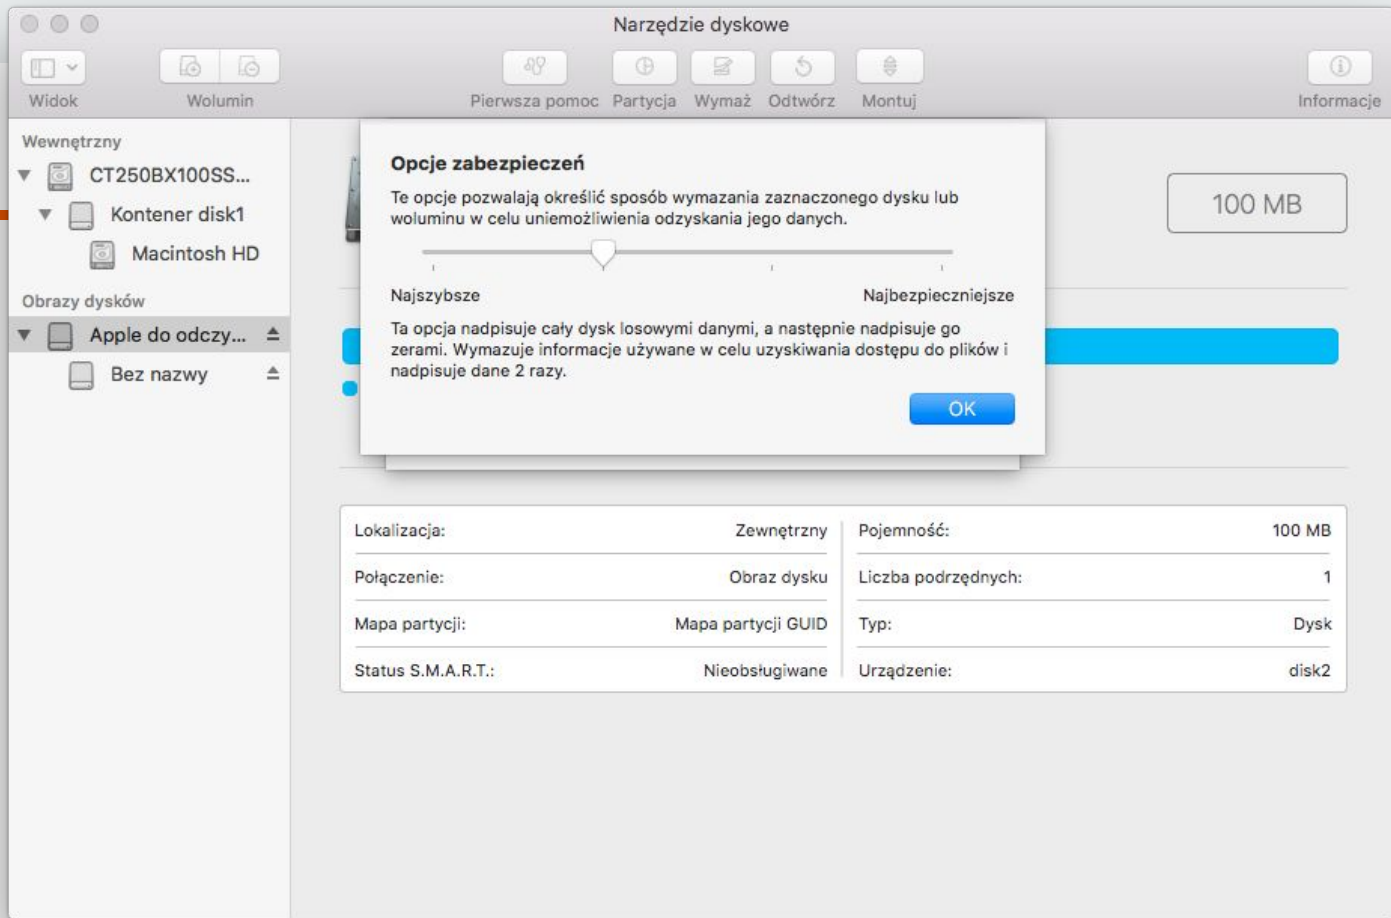 Narzędzie dyskowe
Widok
Wolumin
Pierwsza pomoc
Partycja
Wymaż
Odtwórz
Montuj
Informacje
Wewnętrzny
CT250BX100SS...
Kontener disk1
Macintosh HD
Obrazy dysków
Apple do odczy...
Bez nazwy
Opcje zabezpieczeń
Te opcje pozwalają określić sposób wymazania zaznaczonego dysku lub
woluminu w celu uniemożliwienia odzyskania jego danych.
Najszybsze
Najbezpieczniejsze
Ta opcja nadpisuje cały dysk losowymi danymi, a następnie nadpisuje go
zerami. Wymazuje informacje używane w celu uzyskiwania dostępu do plików i
nadpisuje dane 2 razy.
OK
100 MB
Lokalizacja: Zewnętrzny
Pojemność: 100 MB
Połączenie: Obraz dysku
Liczba podrzędnych: 1
Mapa partycji: Mapa partycji GUID
Typ: Dysk
Status S.M.A.R.T.: Nieobsługiwane
Urządzenie: disk2